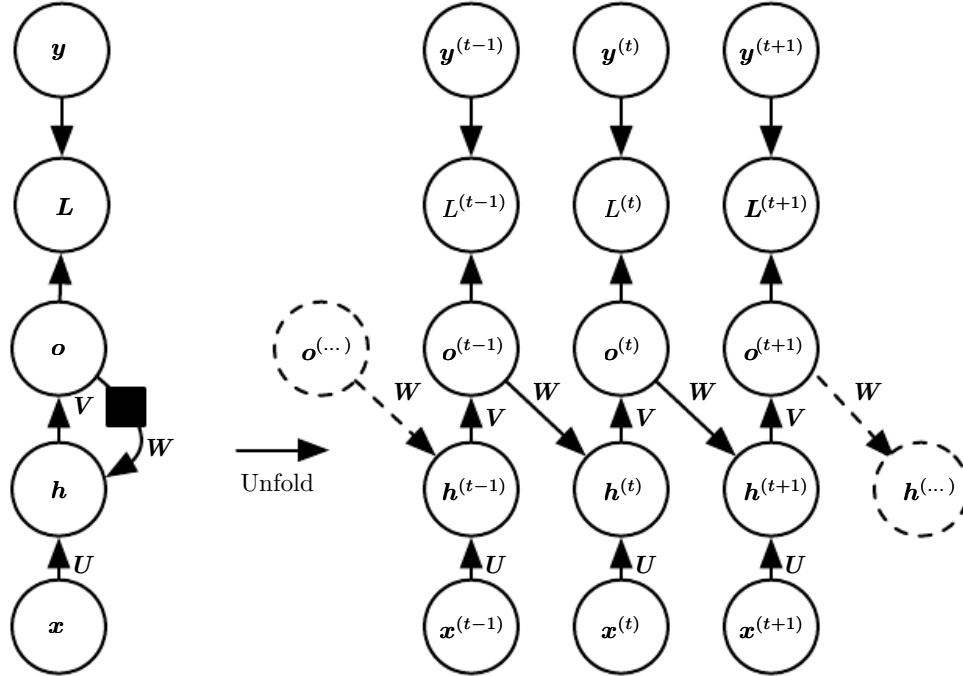 y y^(t−1) y^(t) y^(t+1)
L L^(t−1) L^(t) L^(t+1)
o o^(...) o^(t−1) o^(t) o^(t+1)
W W W W
V V V V
W
h h^(t−1) h^(t) h^(t+1) h^(...)
Unfold
U U U U
x x^(t−1) x^(t) x^(t+1)